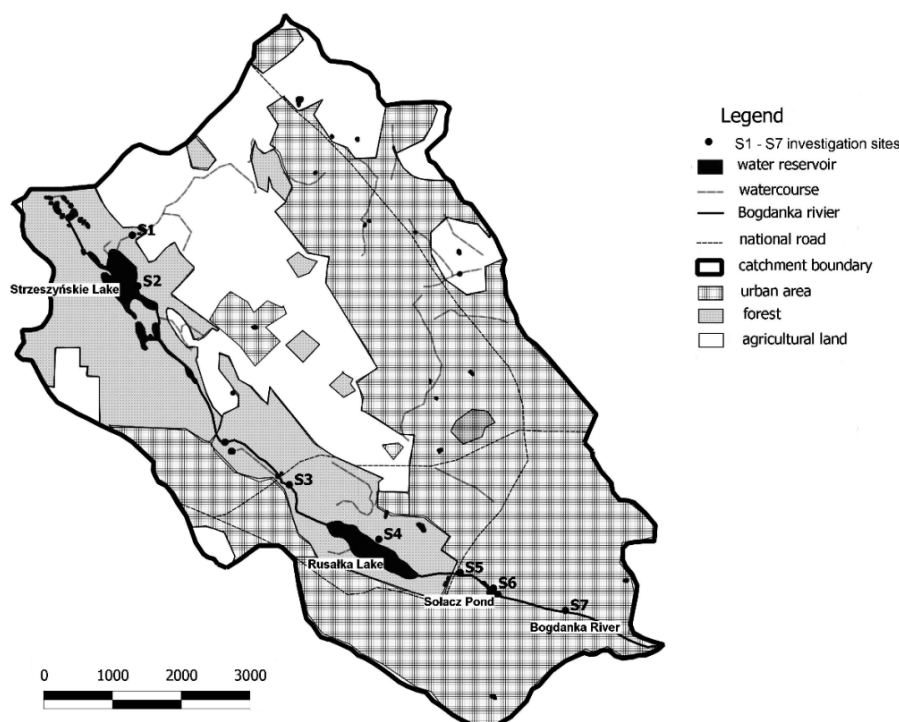 Legend
S1 - S7 investigation sites
water reservoir
watercourse
Bogdanka rivier
national road
catchment boundary
urban area
forest
agricultural land
S1
S2
Strzeszyńskie Lake
S3
S4
Rusałka Lake
S5
S6
Sołacz Pond
S7
Bogdanka River
0 1000 2000 3000